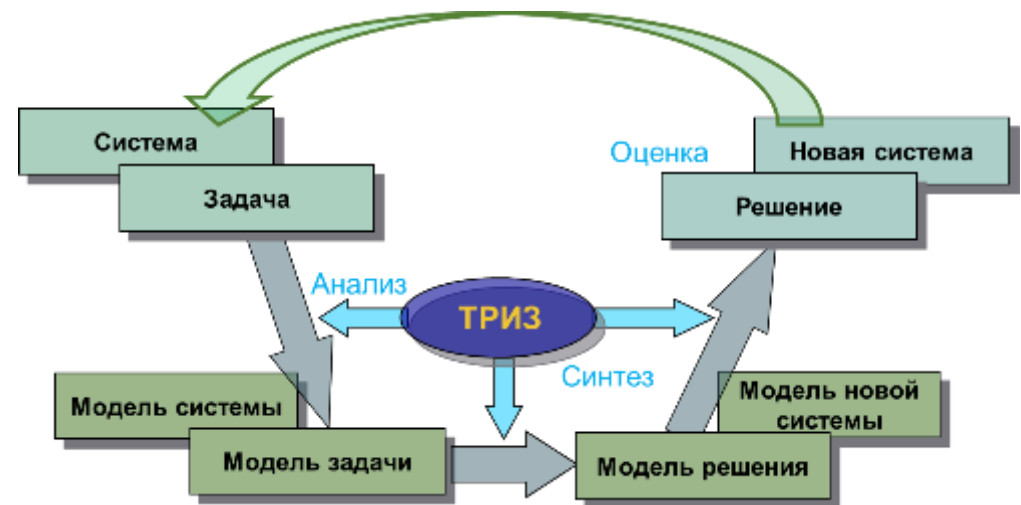 Система
Задача
Оценка
Новая система
Решение
Анализ
ТРИЗ
Синтез
Модель системы
Модель задачи
Модель новой
системы
Модель решения